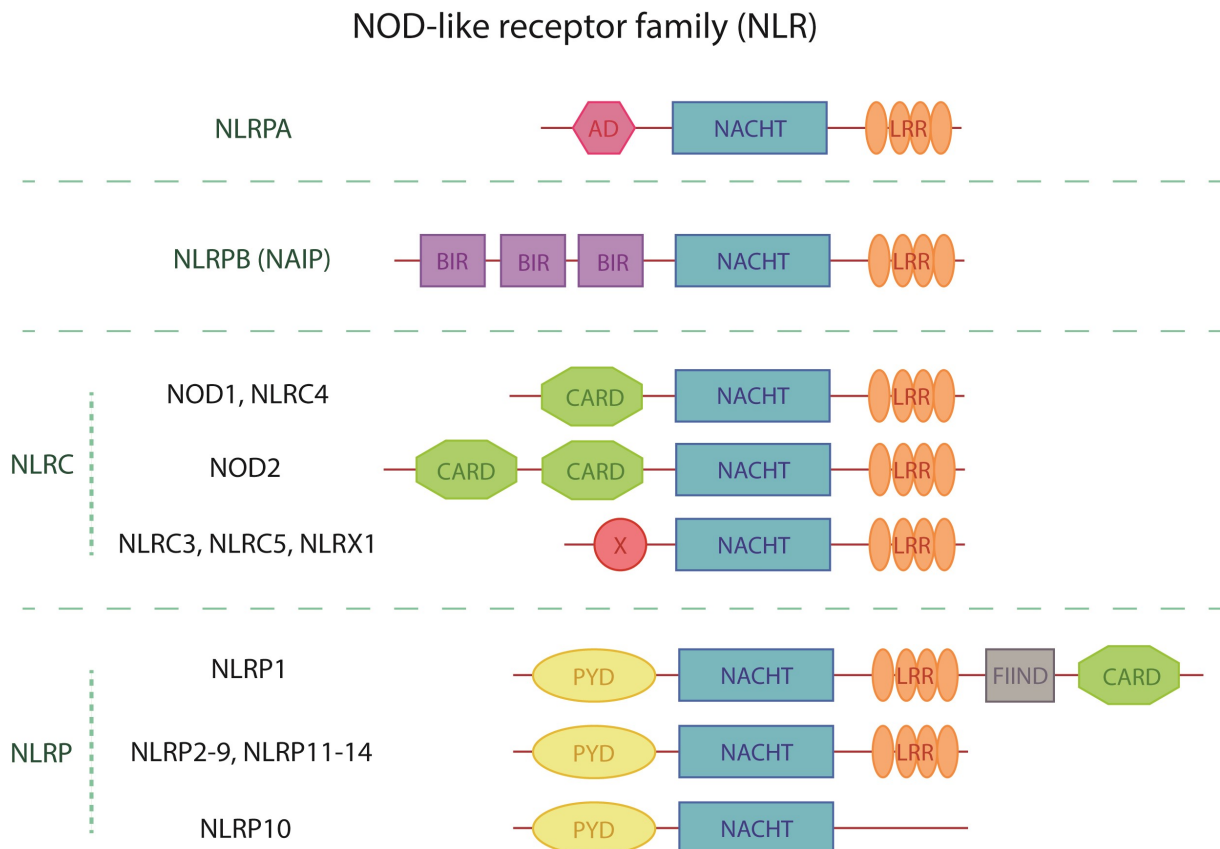 NOD-like receptor family (NLR)
NLRPA
AD NACHT LRR
NLRPB (NAIP)
BIR BIR BIR NACHT LRR
NLRC
NOD1, NLRC4
CARD NACHT LRR
NOD2
CARD CARD NACHT LRR
NLRC3, NLRC5, NLRX1
X NACHT LRR
NLRP
NLRP1
PYD NACHT LRR FIIND CARD
NLRP2-9, NLRP11-14
PYD NACHT LRR
NLRP10
PYD NACHT